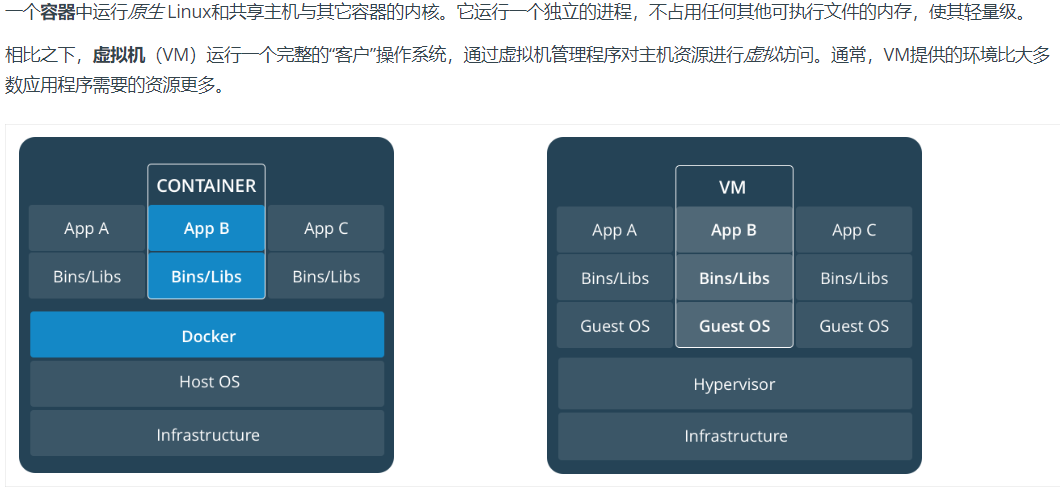 一个容器中运行原生 Linux和共享主机与其它容器的内核。它运行一个独立的进程，不占用任何其他可执行文件的内存，使其轻量级。
相比之下，虚拟机（VM）运行一个完整的“客户”操作系统，通过虚拟机管理程序对主机资源进行虚拟访问。通常，VM提供的环境比大多
数应用程序需要的资源更多。
CONTAINER
App A App B App C
Bins/Libs Bins/Libs Bins/Libs
Docker
Host OS
Infrastructure
VM
App A App B App C
Bins/Libs Bins/Libs Bins/Libs
Guest OS Guest OS Guest OS
Hypervisor
Infrastructure